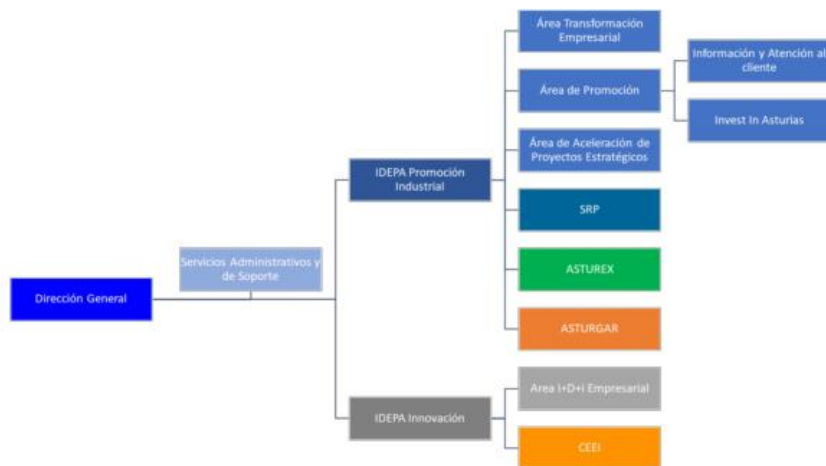 Área Transformación
Empresarial
Información y Atención al
cliente
Área de Promoción
Invest In Asturias
Área de Aceleración de
Proyectos Estratégicos
IDEPA Promoción
Industrial
SRP
Servicios Administrativos y
de Soporte
ASTUREX
Dirección General
ASTURGAR
Area I+D+i Empresarial
IDEPA Innovación
CEEI